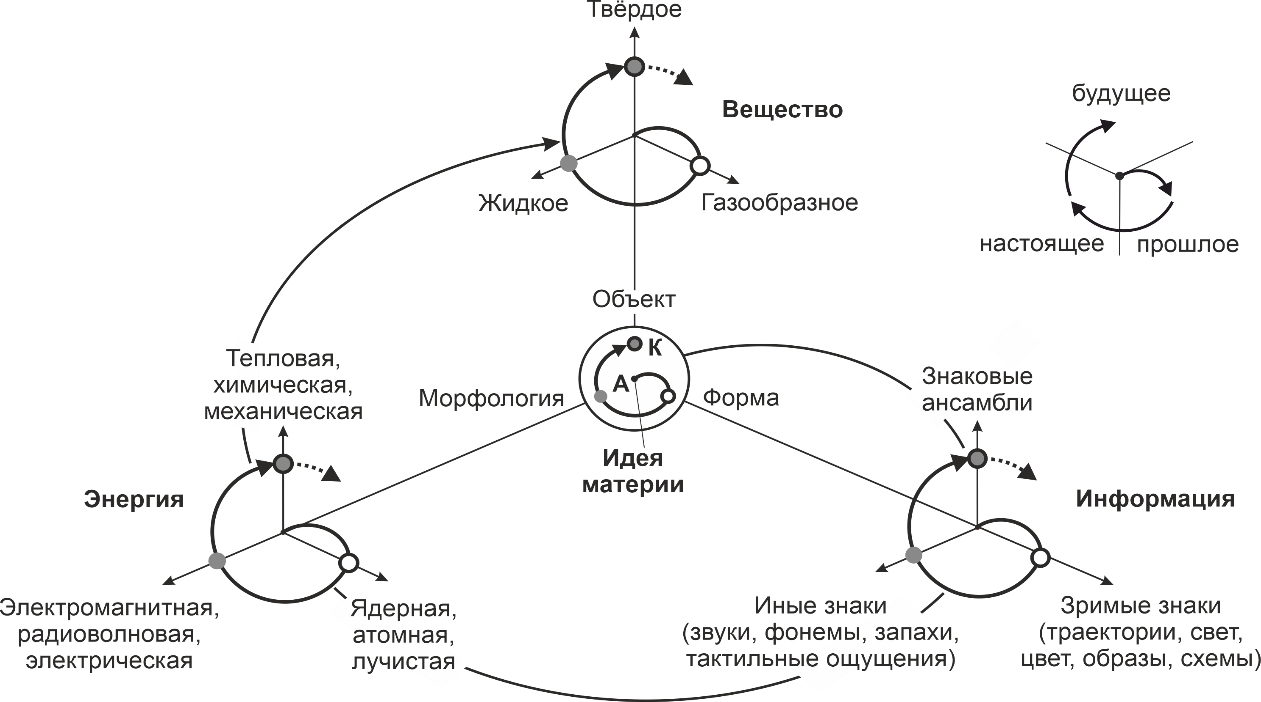 Твёрдое
Вещество
Жидкое
Газообразное
будущее
настоящее
прошлое
Объект
Морфология
К
А
Форма
Идея
материи
Тепловая,
химическая,
механическая
Энергия
Электромагнитная,
радиоволновая,
электрическая
Ядерная,
атомная,
лучистая
Знаковые
ансамбли
Информация
Иные знаки
(звуки, фонемы, запахи,
тактильные ощущения)
Зримые знаки
(траектории, свет,
цвет, образы, схемы)